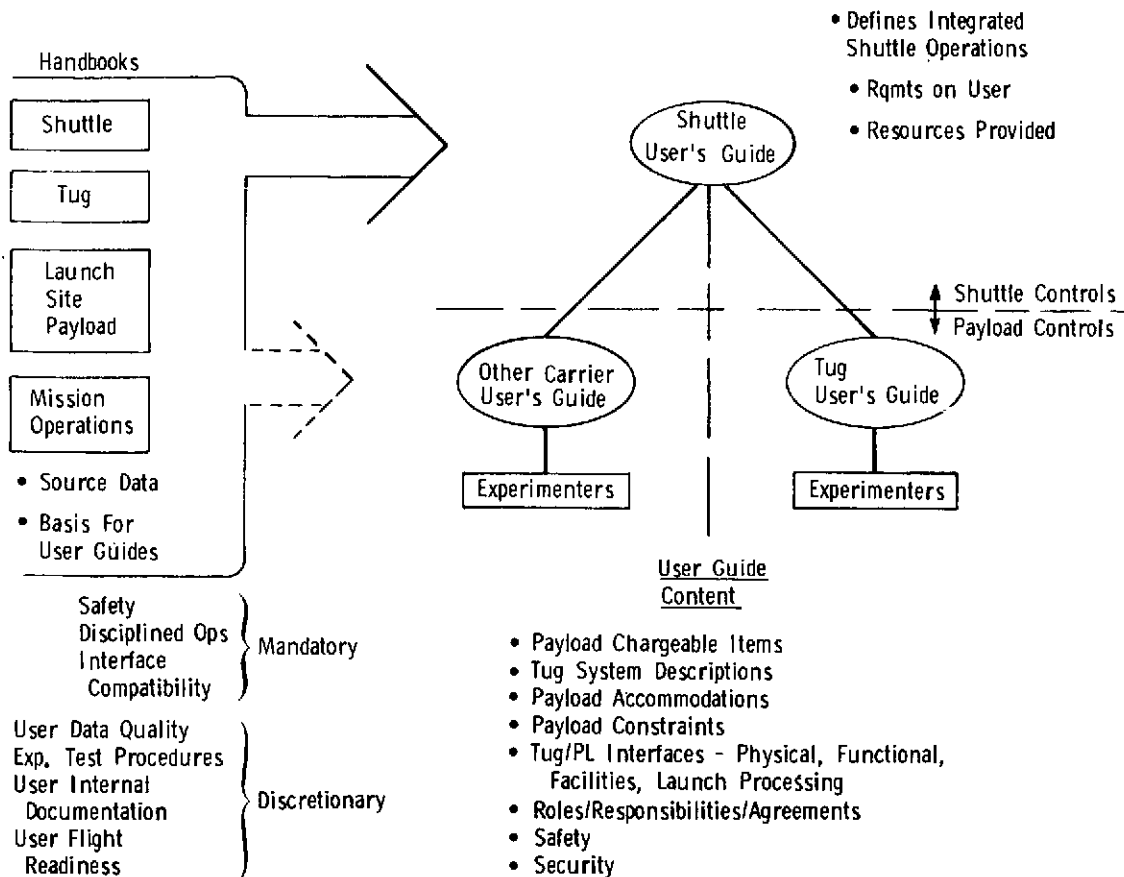 Handbooks
Shuttle
Tug
Launch
Site
Payload
Mission
Operations
• Source Data
• Basis For
User Guides
Safety
Disciplined Ops
Interface
Compatibility
Mandatory
User Data Quality
Exp. Test Procedures
User Internal
Documentation
User Flight
Readiness
Discretionary
• Defines Integrated
Shuttle Operations
• Rqmts on User
• Resources Provided
Shuttle
User's Guide
Shuttle Controls
Payload Controls
Other Carrier
User's Guide
Tug
User's Guide
Experimenters
Experimenters
User Guide
Content
• Payload Chargeable Items
• Tug System Descriptions
• Payload Accommodations
• Payload Constraints
• Tug/PL Interfaces - Physical, Functional,
Facilities, Launch Processing
• Roles/Responsibilities/Agreements
• Safety
• Security